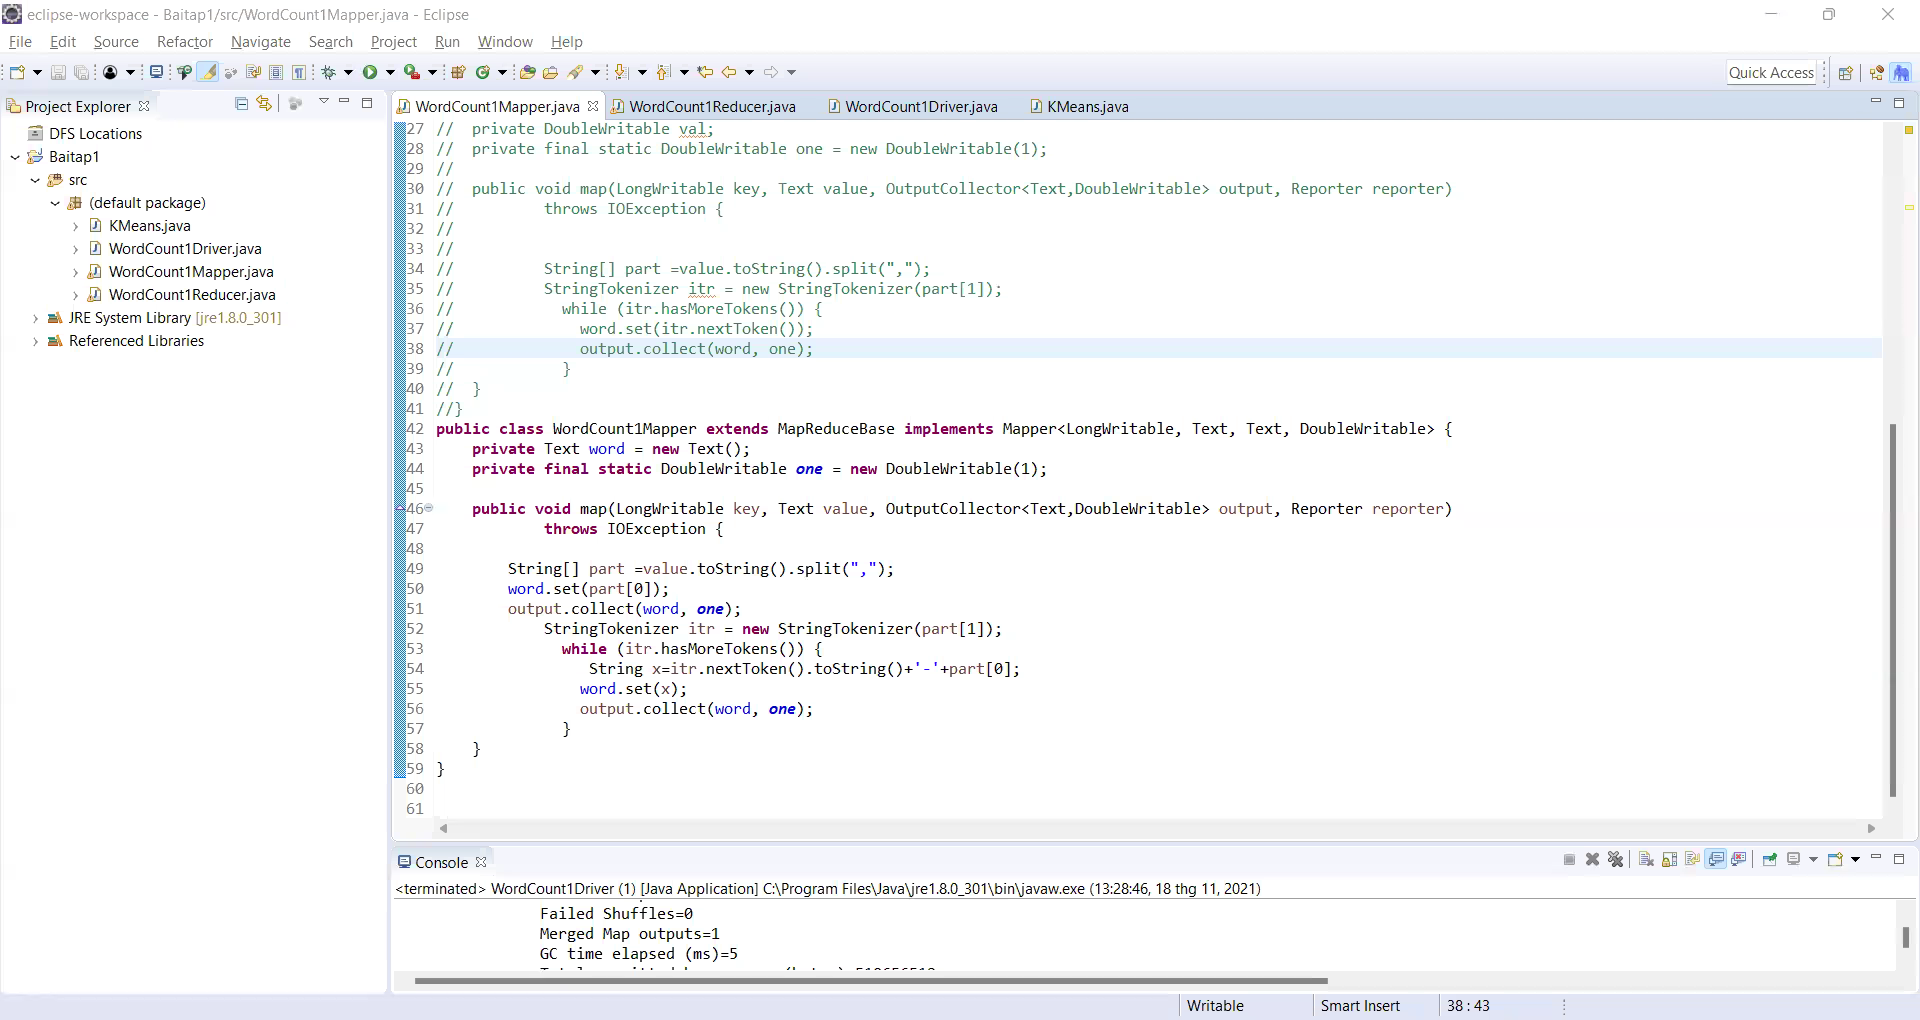 eclipse-workspace - Baitap1/src/WordCount1Mapper.java - Eclipse
File Edit Source Refactor Navigate Search Project Run Window Help
Quick Access
Project Explorer
DFS Locations
Baitap1
src
(default package)
KMeans.java
WordCount1Driver.java
WordCount1Mapper.java
WordCount1Reducer.java
JRE System Library [jre1.8.0_301]
Referenced Libraries
WordCount1Mapper.java WordCount1Reducer.java WordCount1Driver.java KMeans.java
27 // private DoubleWritable val;
28 // private final static DoubleWritable one = new DoubleWritable(1);
29 //
30 // public void map(LongWritable key, Text value, OutputCollector<Text,DoubleWritable> output, Reporter reporter)
31 // throws IOException {
32 //
33 //
34 // String[] part =value.toString().split(",");
35 // StringTokenizer itr = new StringTokenizer(part[1]);
36 // while (itr.hasMoreTokens()) {
37 // word.set(itr.nextToken());
38 // output.collect(word, one);
39 // }
40 // }
41 //}
42 public class WordCount1Mapper extends MapReduceBase implements Mapper<LongWritable, Text, Text, DoubleWritable> {
43 private Text word = new Text();
44 private final static DoubleWritable one = new DoubleWritable(1);
45
46 public void map(LongWritable key, Text value, OutputCollector<Text,DoubleWritable> output, Reporter reporter)
47 throws IOException {
48
49 String[] part =value.toString().split(",");
50 word.set(part[0]);
51 output.collect(word, one);
52 StringTokenizer itr = new StringTokenizer(part[1]);
53 while (itr.hasMoreTokens()) {
54 String x=itr.nextToken().toString()+'-'+part[0];
55 word.set(x);
56 output.collect(word, one);
57 }
58 }
59 }
60
61
Console
<terminated> WordCount1Driver (1) [Java Application] C:\Program Files\Java\jre1.8.0_301\bin\javaw.exe (13:28:46, 18 thg 11, 2021)
Failed Shuffles=0
Merged Map outputs=1
GC time elapsed (ms)=5
Writable Smart Insert 38 : 43